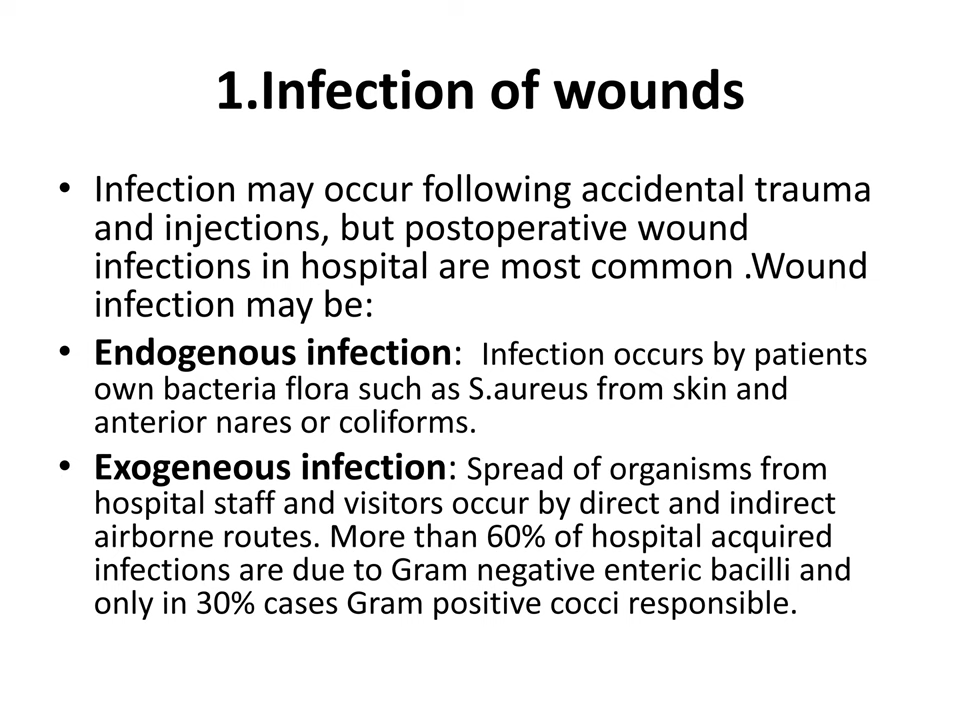 1.Infection of wounds
• Infection may occur following accidental trauma
and injections, but postoperative wound
infections in hospital are most common .Wound
infection may be:
• Endogenous infection: Infection occurs by patients
own bacteria flora such as S.aureus from skin and
anterior nares or coliforms.
• Exogeneous infection: Spread of organisms from
hospital staff and visitors occur by direct and indirect
airborne routes. More than 60% of hospital acquired
infections are due to Gram negative enteric bacilli and
only in 30% cases Gram positive cocci responsible.